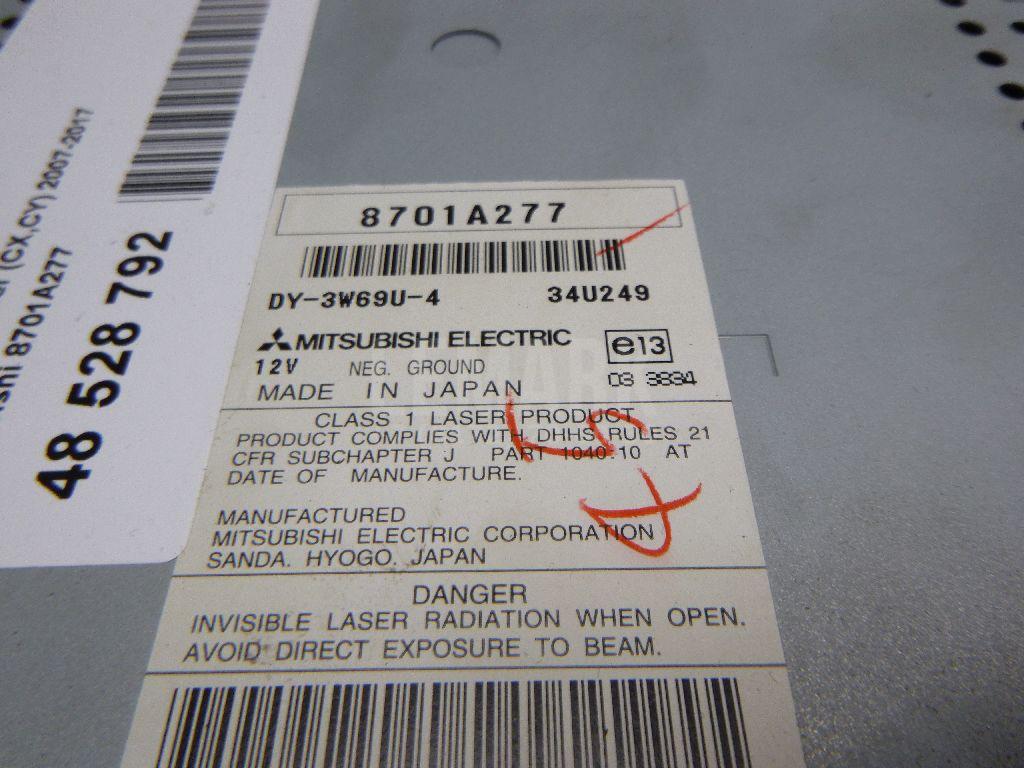 (CX,CY) 2007-2017
8701A277
48 528 792
8701A277
DY-3W69U-4 34U249
MITSUBISHI ELECTRIC
e13
12V NEG. GROUND
03 3834
MADE IN JAPAN
CLASS 1 LASER PRODUCT
PRODUCT COMPLIES WITH DHHS RULES 21
CFR SUBCHAPTER J PART 1040.10 AT
DATE OF MANUFACTURE.
MANUFACTURED
MITSUBISHI ELECTRIC CORPORATION
SANDA. HYOGO. JAPAN
DANGER
INVISIBLE LASER RADIATION WHEN OPEN.
AVOID DIRECT EXPOSURE TO BEAM.